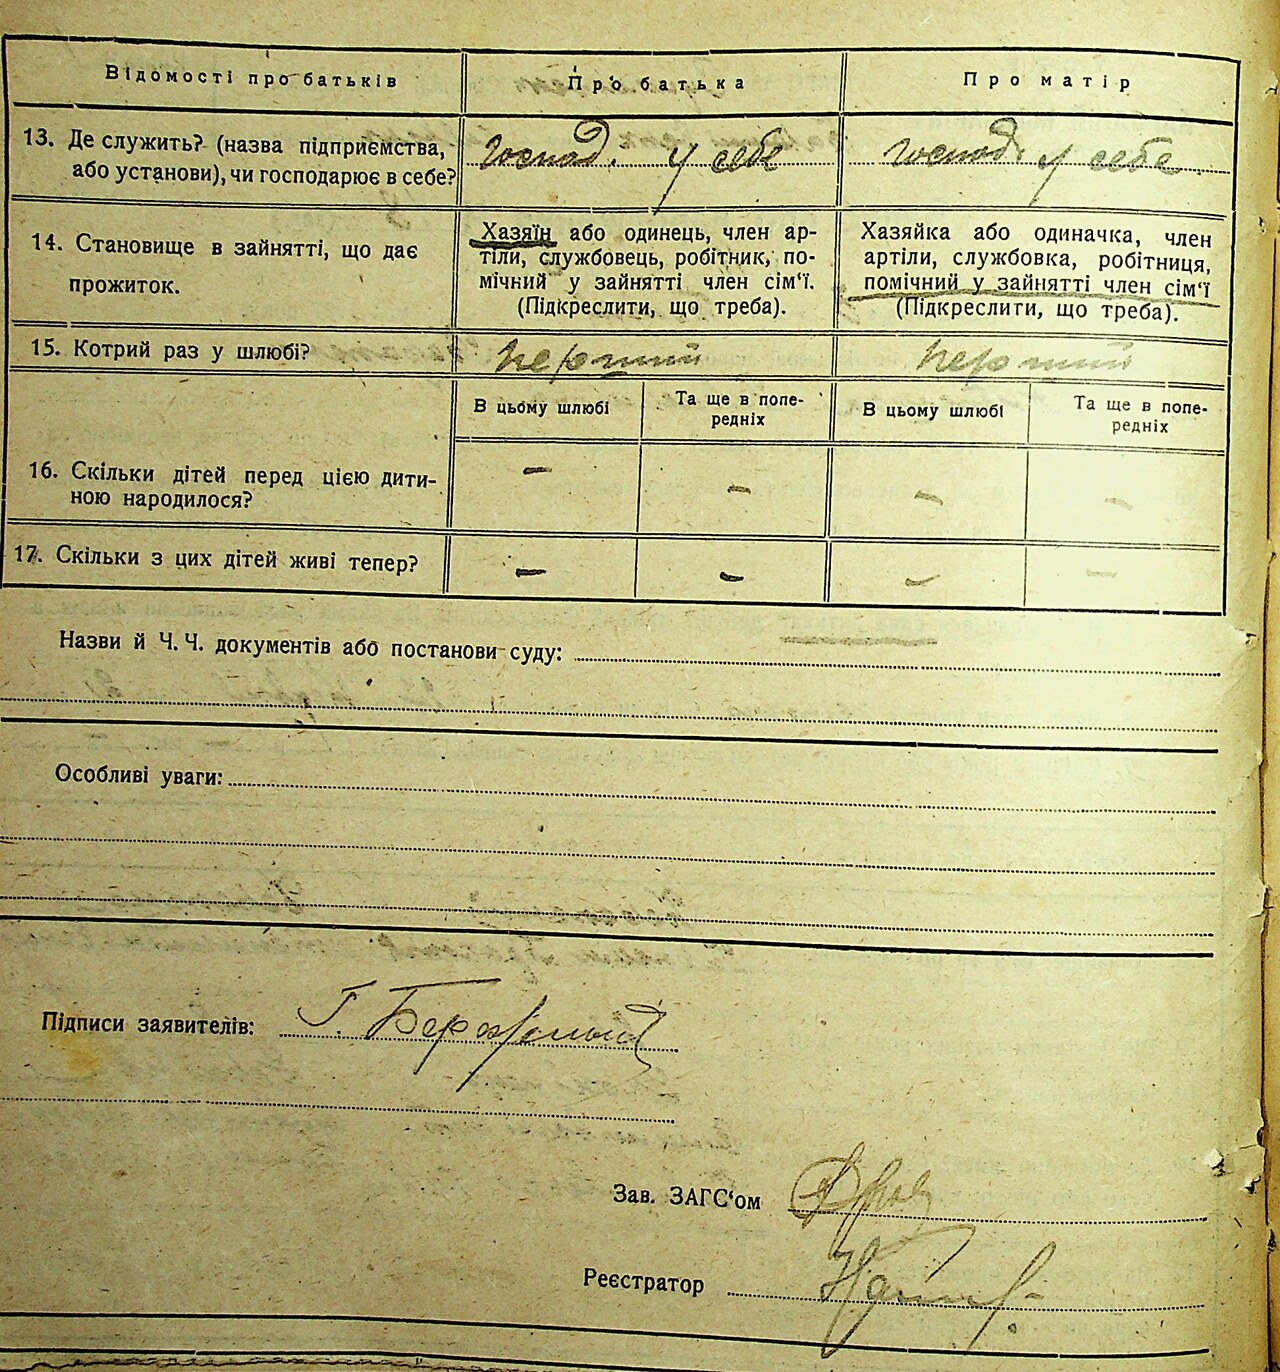 Відомості про батьків Про батька Про матір
13. Де служить? (назва підприємства, або установи), чи господарює в себе? Господ. у себе Господ. у себе
14. Становище в зайнятті, що дає прожиток.
Хазяїн або одинець, член ар-
тіли, службовець, робітник, по-
мічний у зайнятті член сім‘ї.
(Підкреслити, що треба).
Хазяйка або одиначка, член
артіли, службовка, робітниця,
помічний у зайнятті член сім‘ї
(Підкреслити, що треба).
15. Котрий раз у шлюбі? перший перший
В цьому шлюбі
Та ще в попе-
редніх
В цьому шлюбі
Та ще в попе-
редніх
16. Скільки дітей перед цією дити-
ною народилося? – – – –
17. Скільки з цих дітей живі тепер? – – – –
Назви й Ч. Ч. документів або постанови суду:
Особливі уваги:
Підписи заявителів: Г.
Зав. ЗАГС‘ом
Реєстратор